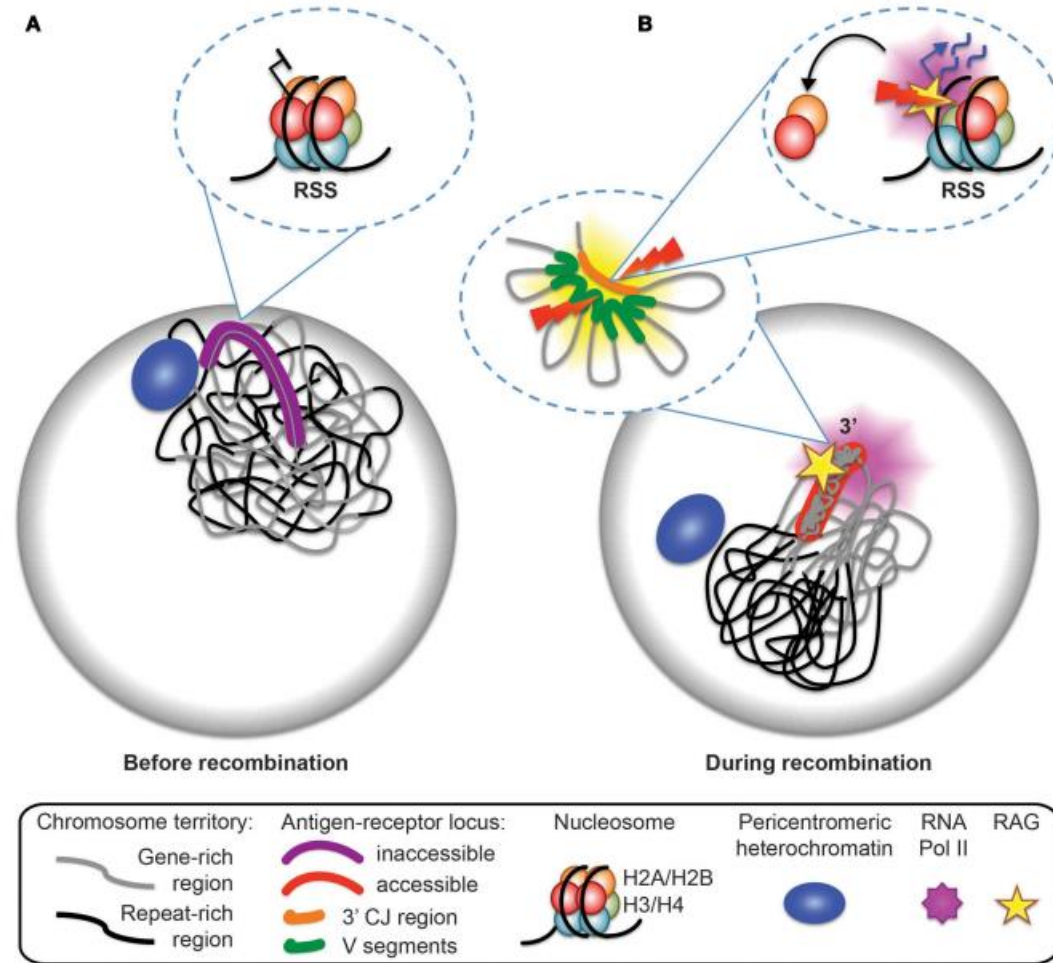 A
B
RSS
RSS
3’
Before recombination
During recombination
Chromosome territory:
Gene-rich
region
Repeat-rich
region
Antigen-receptor locus:
inaccessible
accessible
3’ CJ region
V segments
Nucleosome
H2A/H2B
H3/H4
Pericentromeric
heterochromatin
RNA
Pol II
RAG